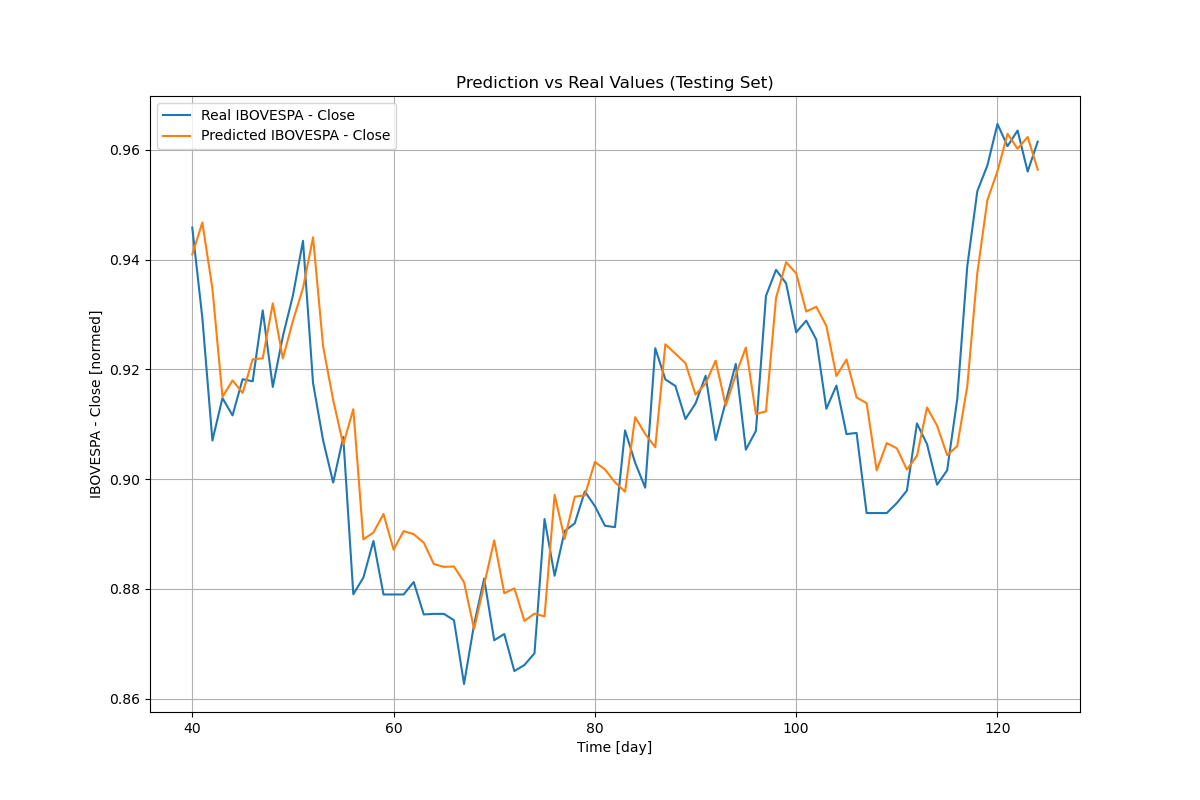 Prediction vs Real Values (Testing Set)
Real IBOVESPA - Close
Predicted IBOVESPA - Close
IBOVESPA - Close [normed]
0.96
0.94
0.92
0.90
0.88
0.86
40 60 80 100 120
Time [day]